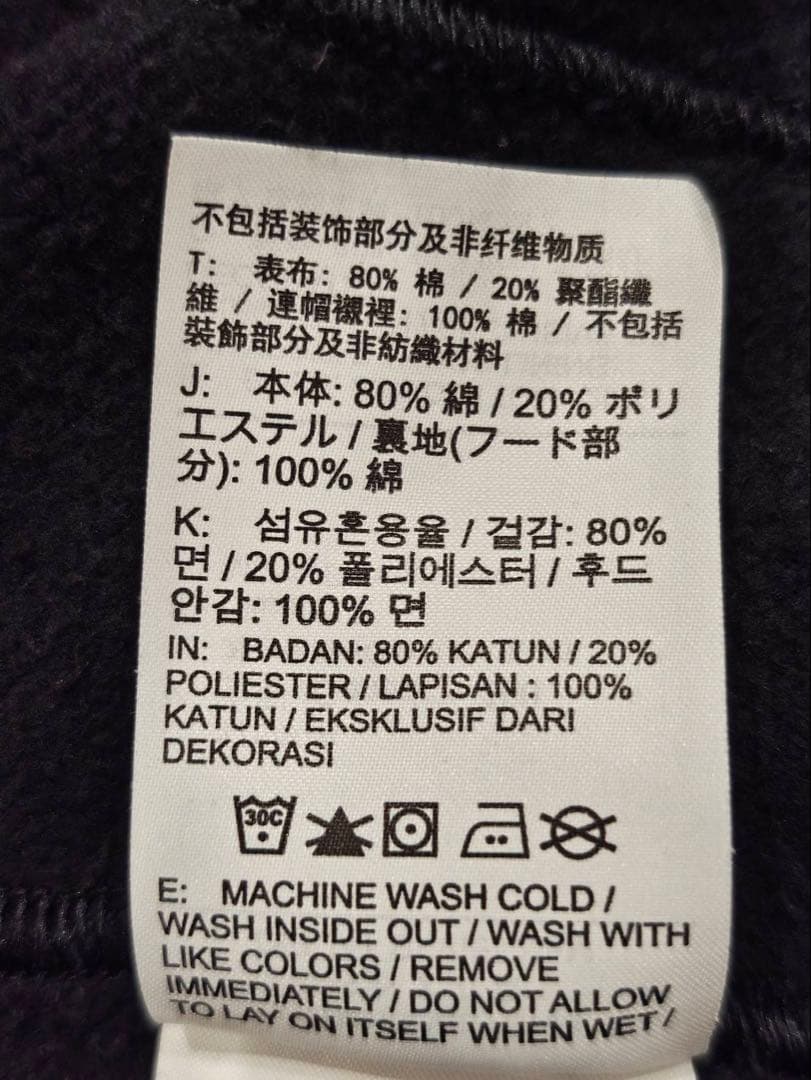 不包括装饰部分及非纤维物质
T: 表布: 80% 棉 / 20% 聚酯纖
維 / 連帽襯裡: 100% 棉 / 不包括
裝飾部分及非紡織材料
J: 本体: 80% 綿 / 20% ポリ
エステル / 裏地(フード部
分): 100% 綿
K: 섬유혼용율 / 겉감: 80%
면 / 20% 폴리에스터 / 후드
안감: 100% 면
IN: BADAN: 80% KATUN / 20%
POLIESTER / LAPISAN : 100%
KATUN / EKSKLUSIF DARI
DEKORASI
30C
E: MACHINE WASH COLD /
WASH INSIDE OUT / WASH WITH
LIKE COLORS / REMOVE
IMMEDIATELY / DO NOT ALLOW
TO LAY ON ITSELF WHEN WET /